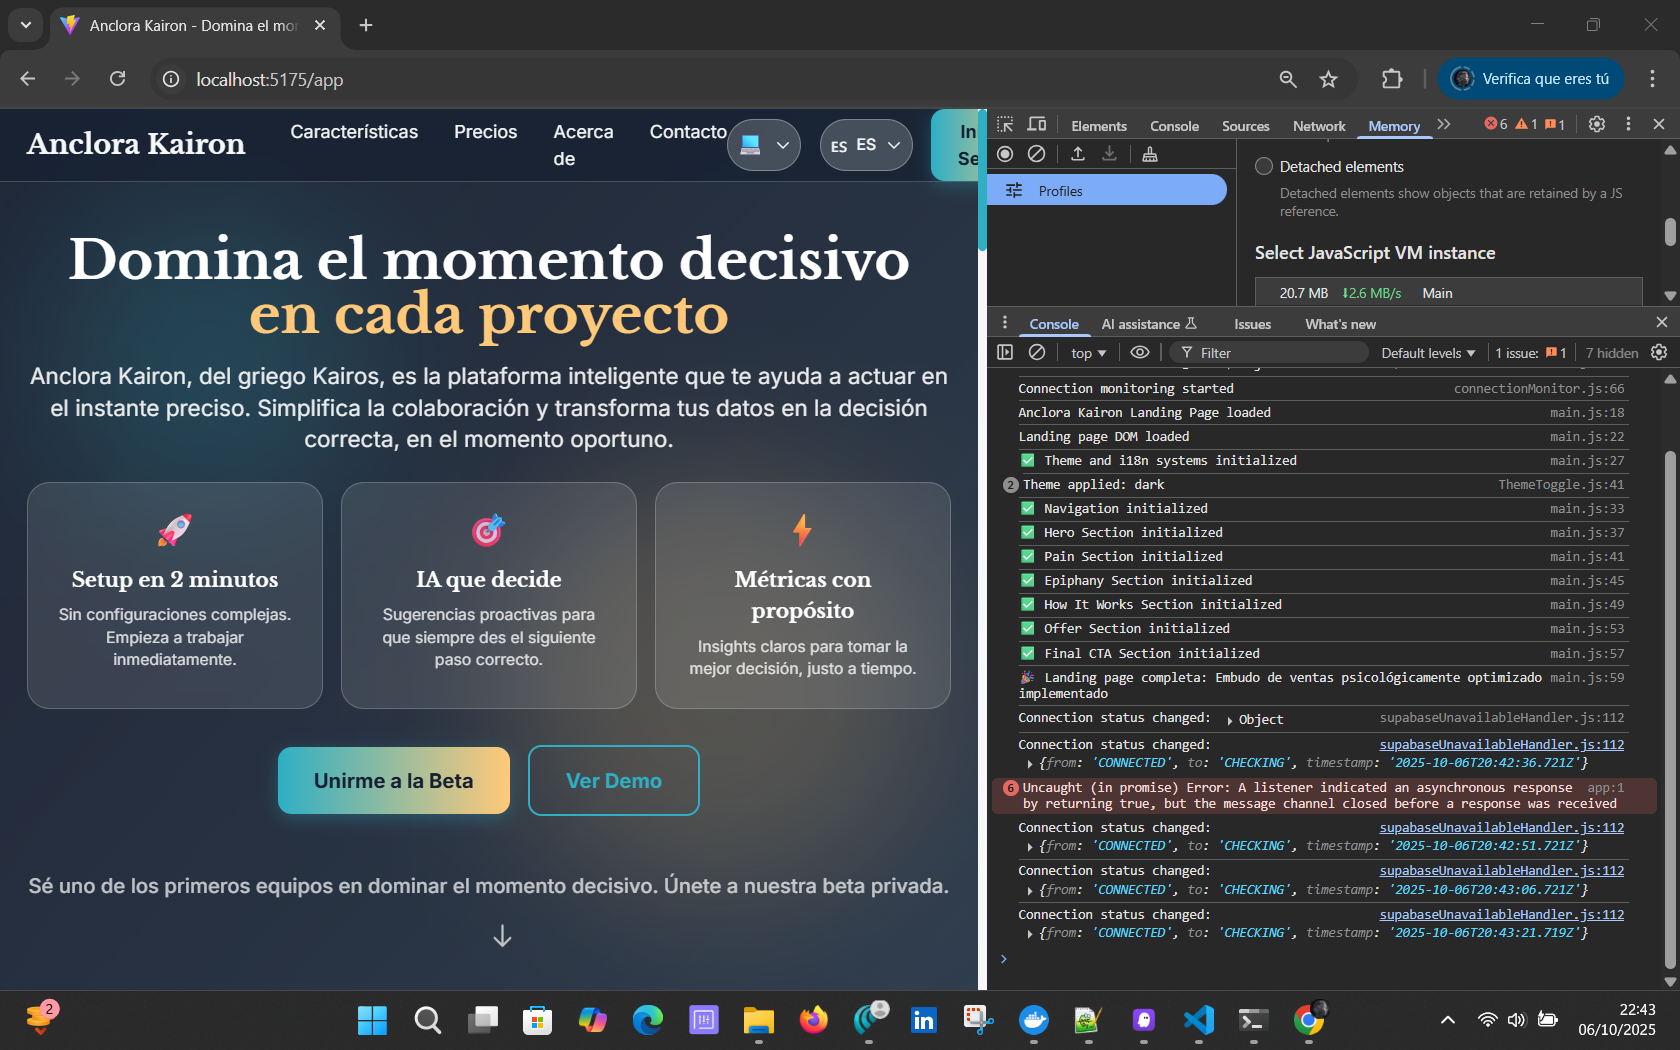 Anclora Kairon - Domina el mor
localhost:5175/app
Verifica que eres tú
Anclora Kairon
Características
Precios
Acerca de
Contacto
ES ES
In
Se
Domina el momento decisivo
en cada proyecto
Anclora Kairon, del griego Kairos, es la plataforma inteligente que te ayuda a actuar en
el instante preciso. Simplifica la colaboración y transforma tus datos en la decisión
correcta, en el momento oportuno.
Setup en 2 minutos
Sin configuraciones complejas.
Empieza a trabajar
inmediatamente.
IA que decide
Sugerencias proactivas para
que siempre des el siguiente
paso correcto.
Métricas con
propósito
Insights claros para tomar la
mejor decisión, justo a tiempo.
Unirme a la Beta
Ver Demo
Sé uno de los primeros equipos en dominar el momento decisivo. Únete a nuestra beta privada.
Elements
Console
Sources
Network
Memory
6
1
1
Profiles
Detached elements
Detached elements show objects that are retained by a JS
reference.
Select JavaScript VM instance
20.7 MB
2.6 MB/s
Main
Console
AI assistance
Issues
What's new
top
Filter
Default levels
1 issue: 1
7 hidden
Connection monitoring started connectionMonitor.js:66
Anclora Kairon Landing Page loaded main.js:18
Landing page DOM loaded main.js:22
✅ Theme and i18n systems initialized main.js:27
2 Theme applied: dark ThemeToggle.js:41
✅ Navigation initialized main.js:33
✅ Hero Section initialized main.js:37
✅ Pain Section initialized main.js:41
✅ Epiphany Section initialized main.js:45
✅ How It Works Section initialized main.js:49
✅ Offer Section initialized main.js:53
✅ Final CTA Section initialized main.js:57
🎉 Landing page completa: Embudo de ventas psicológicamente optimizado main.js:59
implementado
Connection status changed: ▸ Object supabaseUnavailableHandler.js:112
Connection status changed: supabaseUnavailableHandler.js:112
▸ {from: 'CONNECTED', to: 'CHECKING', timestamp: '2025-10-06T20:42:36.721Z'}
6 Uncaught (in promise) Error: A listener indicated an asynchronous response app:1
by returning true, but the message channel closed before a response was received
Connection status changed: supabaseUnavailableHandler.js:112
▸ {from: 'CONNECTED', to: 'CHECKING', timestamp: '2025-10-06T20:42:51.721Z'}
Connection status changed: supabaseUnavailableHandler.js:112
▸ {from: 'CONNECTED', to: 'CHECKING', timestamp: '2025-10-06T20:43:06.721Z'}
Connection status changed: supabaseUnavailableHandler.js:112
▸ {from: 'CONNECTED', to: 'CHECKING', timestamp: '2025-10-06T20:43:21.719Z'}
2
in
22:43
06/10/2025